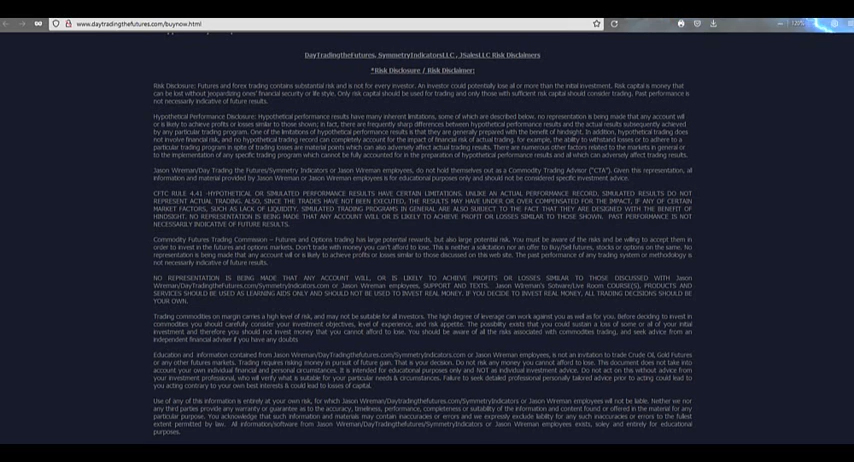 www.daytradingthefutures.com/buynow.html
120%
DayTradingtheFutures, SymmetryIndicatorsLLC , JSalesLLC Risk Disclaimers
*Risk Disclosure / Risk Disclaimer:
Risk Disclosure: Futures and forex trading contains substantial risk and is not for every investor. An investor could potentially lose all or more than the initial investment. Risk capital is money that
can be lost without jeopardizing ones' financial security or life style. Only risk capital should be used for trading and only those with sufficient risk capital should consider trading. Past performance is
not necessarily indicative of future results.
Hypothetical Performance Disclosure: Hypothetical performance results have many inherent limitations, some of which are described below. no representation is being made that any account will
or is likely to achieve profits or losses similar to those shown; in fact, there are frequently sharp differences between hypothetical performance results and the actual results subsequently achieved
by any particular trading program. One of the limitations of hypothetical performance results is that they are generally prepared with the benefit of hindsight. In addition, hypothetical trading does
not involve financial risk, and no hypothetical trading record can completely account for the impact of financial risk of actual trading. for example, the ability to withstand losses or to adhere to a
particular trading program in spite of trading losses are material points which can also adversely affect actual trading results. There are numerous other factors related to the markets in general or
to the implementation of any specific trading program which cannot be fully accounted for in the preparation of hypothetical performance results and all which can adversely affect trading results.
Jason Wireman/Day Trading the Futures/Symmetry Indicators or Jason Wireman employees, do not hold themselves out as a Commodity Trading Advisor ("CTA"). Given this representation, all
information and material provided by Jason Wireman or Jason Wireman employees is for educational purposes only and should not be considered specific investment advice.
CFTC RULE 4.41 -HYPOTHETICAL OR SIMULATED PERFORMANCE RESULTS HAVE CERTAIN LIMITATIONS. UNLIKE AN ACTUAL PERFORMANCE RECORD, SIMULATED RESULTS DO NOT
REPRESENT ACTUAL TRADING. ALSO, SINCE THE TRADES HAVE NOT BEEN EXECUTED, THE RESULTS MAY HAVE UNDER OR OVER COMPENSATED FOR THE IMPACT, IF ANY OF CERTAIN
MARKET FACTORS, SUCH AS LACK OF LIQUIDITY. SIMULATED TRADING PROGRAMS IN GENERAL ARE ALSO SUBJECT TO THE FACT THAT THEY ARE DESIGNED WITH THE BENEFIT OF
HINDSIGHT. NO REPRESENTATION IS BEING MADE THAT ANY ACCOUNT WILL OR IS LIKELY TO ACHIEVE PROFIT OR LOSSES SIMILAR TO THOSE SHOWN. PAST PERFORMANCE IS NOT
NECESSARILY INDICATIVE OF FUTURE RESULTS.
Commodity Futures Trading Commission – Futures and Options trading has large potential rewards, but also large potential risk. You must be aware of the risks and be willing to accept them in
order to invest in the futures and options markets. Don't trade with money you can't afford to lose. This is neither a solicitation nor an offer to Buy/Sell futures, stocks or options on the same. No
representation is being made that any account will or is likely to achieve profits or losses similar to those discussed on this web site. The past performance of any trading system or methodology is
not necessarily indicative of future results.
NO REPRESENTATION IS BEING MADE THAT ANY ACCOUNT WILL, OR IS LIKELY TO ACHIEVE PROFITS OR LOSSES SIMILAR TO THOSE DISCUSSED WITH Jason
Wireman/DayTradingthefutures.com/SymmetryIndicators.com or Jason Wireman employees, SUPPORT AND TEXTS. Jason Wireman's Sotware/Live Room COURSE(S), PRODUCTS AND
SERVICES SHOULD BE USED AS LEARNING AIDS ONLY AND SHOULD NOT BE USED TO INVEST REAL MONEY. IF YOU DECIDE TO INVEST REAL MONEY, ALL TRADING DECISIONS SHOULD BE
YOUR OWN.
Trading commodities on margin carries a high level of risk, and may not be suitable for all investors. The high degree of leverage can work against you as well as for you. Before deciding to invest in
commodities you should carefully consider your investment objectives, level of experience, and risk appetite. The possibility exists that you could sustain a loss of some or all of your initial
investment and therefore you should not invest money that you cannot afford to lose. You should be aware of all the risks associated with commodities trading, and seek advice from an
independent financial adviser if you have any doubts
Education and information contained from Jason Wireman/DayTradingthefutures.com/SymmetryIndicators.com or Jason Wireman employees, is not an invitation to trade Crude Oil, Gold Futures
or any other futures markets. Trading requires risking money in pursuit of future gain. That is your decision. Do not risk any money you cannot afford to lose. This document does not take into
account your own individual financial and personal circumstances. It is intended for educational purposes only and NOT as individual investment advice. Do not act on this without advice from
your investment professional, who will verify what is suitable for your particular needs & circumstances. Failure to seek detailed professional personally tailored advice prior to acting could lead to
you acting contrary to your own best interests & could lead to losses of capital.
Use of any of this information is entirely at your own risk, for which Jason Wireman/Daytradingthefutures.com/SymmetryIndicators or Jason Wireman employees will not be liable. Neither we nor
any third parties provide any warranty or guarantee as to the accuracy, timeliness, performance, completeness or suitability of the information and content found or offered in the material for any
particular purpose. You acknowledge that such information and materials may contain inaccuracies or errors and we expressly exclude liability for any such inaccuracies or errors to the fullest
extent permitted by law. All information/software from Jason Wireman/DayTradingthefutures.com/SymmetryIndicators or Jason Wireman employees exists, soley and entirely for educational
purposes.